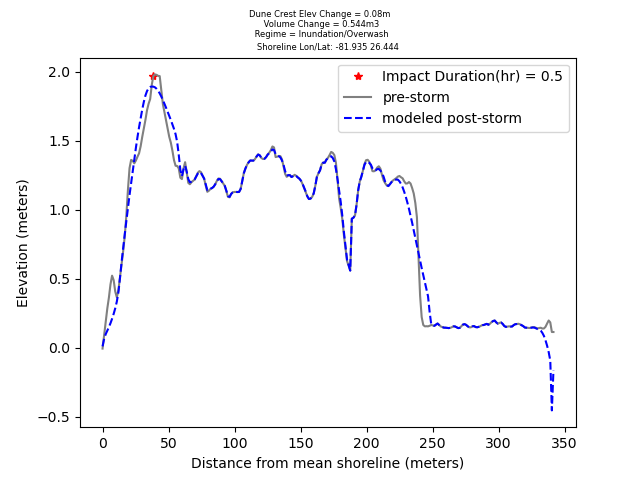 Dune Crest Elev Change = 0.08m
Volume Change = 0.544m3
Regime = Inundation/Overwash
Shoreline Lon/Lat: -81.935 26.444
Impact Duration(hr) = 0.5
pre-storm
modeled post-storm
Elevation (meters)
2.0
1.5
1.0
0.5
0.0
−0.5
0
50
100
150
200
250
300
350
Distance from mean shoreline (meters)